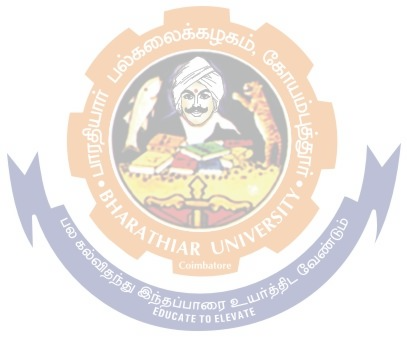 பாரதியார் பல்கலைக்கழகம், கோயம்புத்தூர்
• BHARATHIAR UNIVERSITY •
Coimbatore
பல கல்விதந்து இந்தப்பாரை உயர்த்திட வேண்டும்
EDUCATE TO ELEVATE